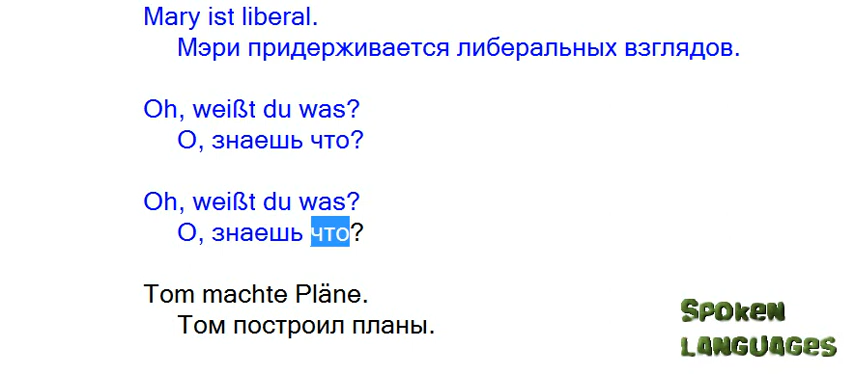 Mary ist liberal.
Мэри придерживается либеральных взглядов.
Oh, weißt du was?
О, знаешь что?
Oh, weißt du was?
О, знаешь что?
Tom machte Pläne.
Том построил планы.
Spoken
Languages